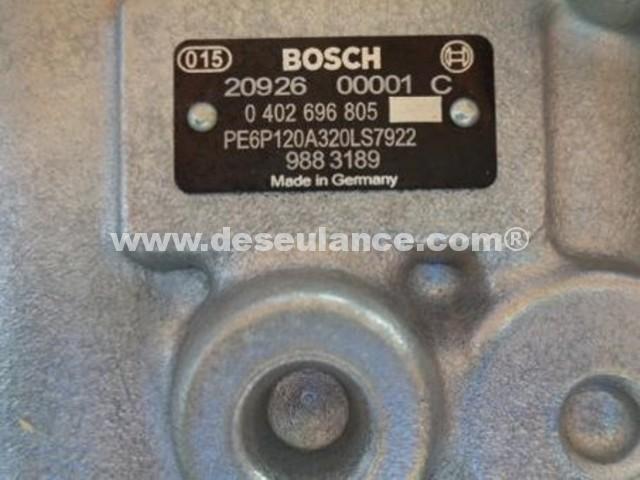 015 BOSCH
20926 00001 C
0 402 696 805
PE6P120A320LS7922
988 3189
Made in Germany
www.deseulance.com®